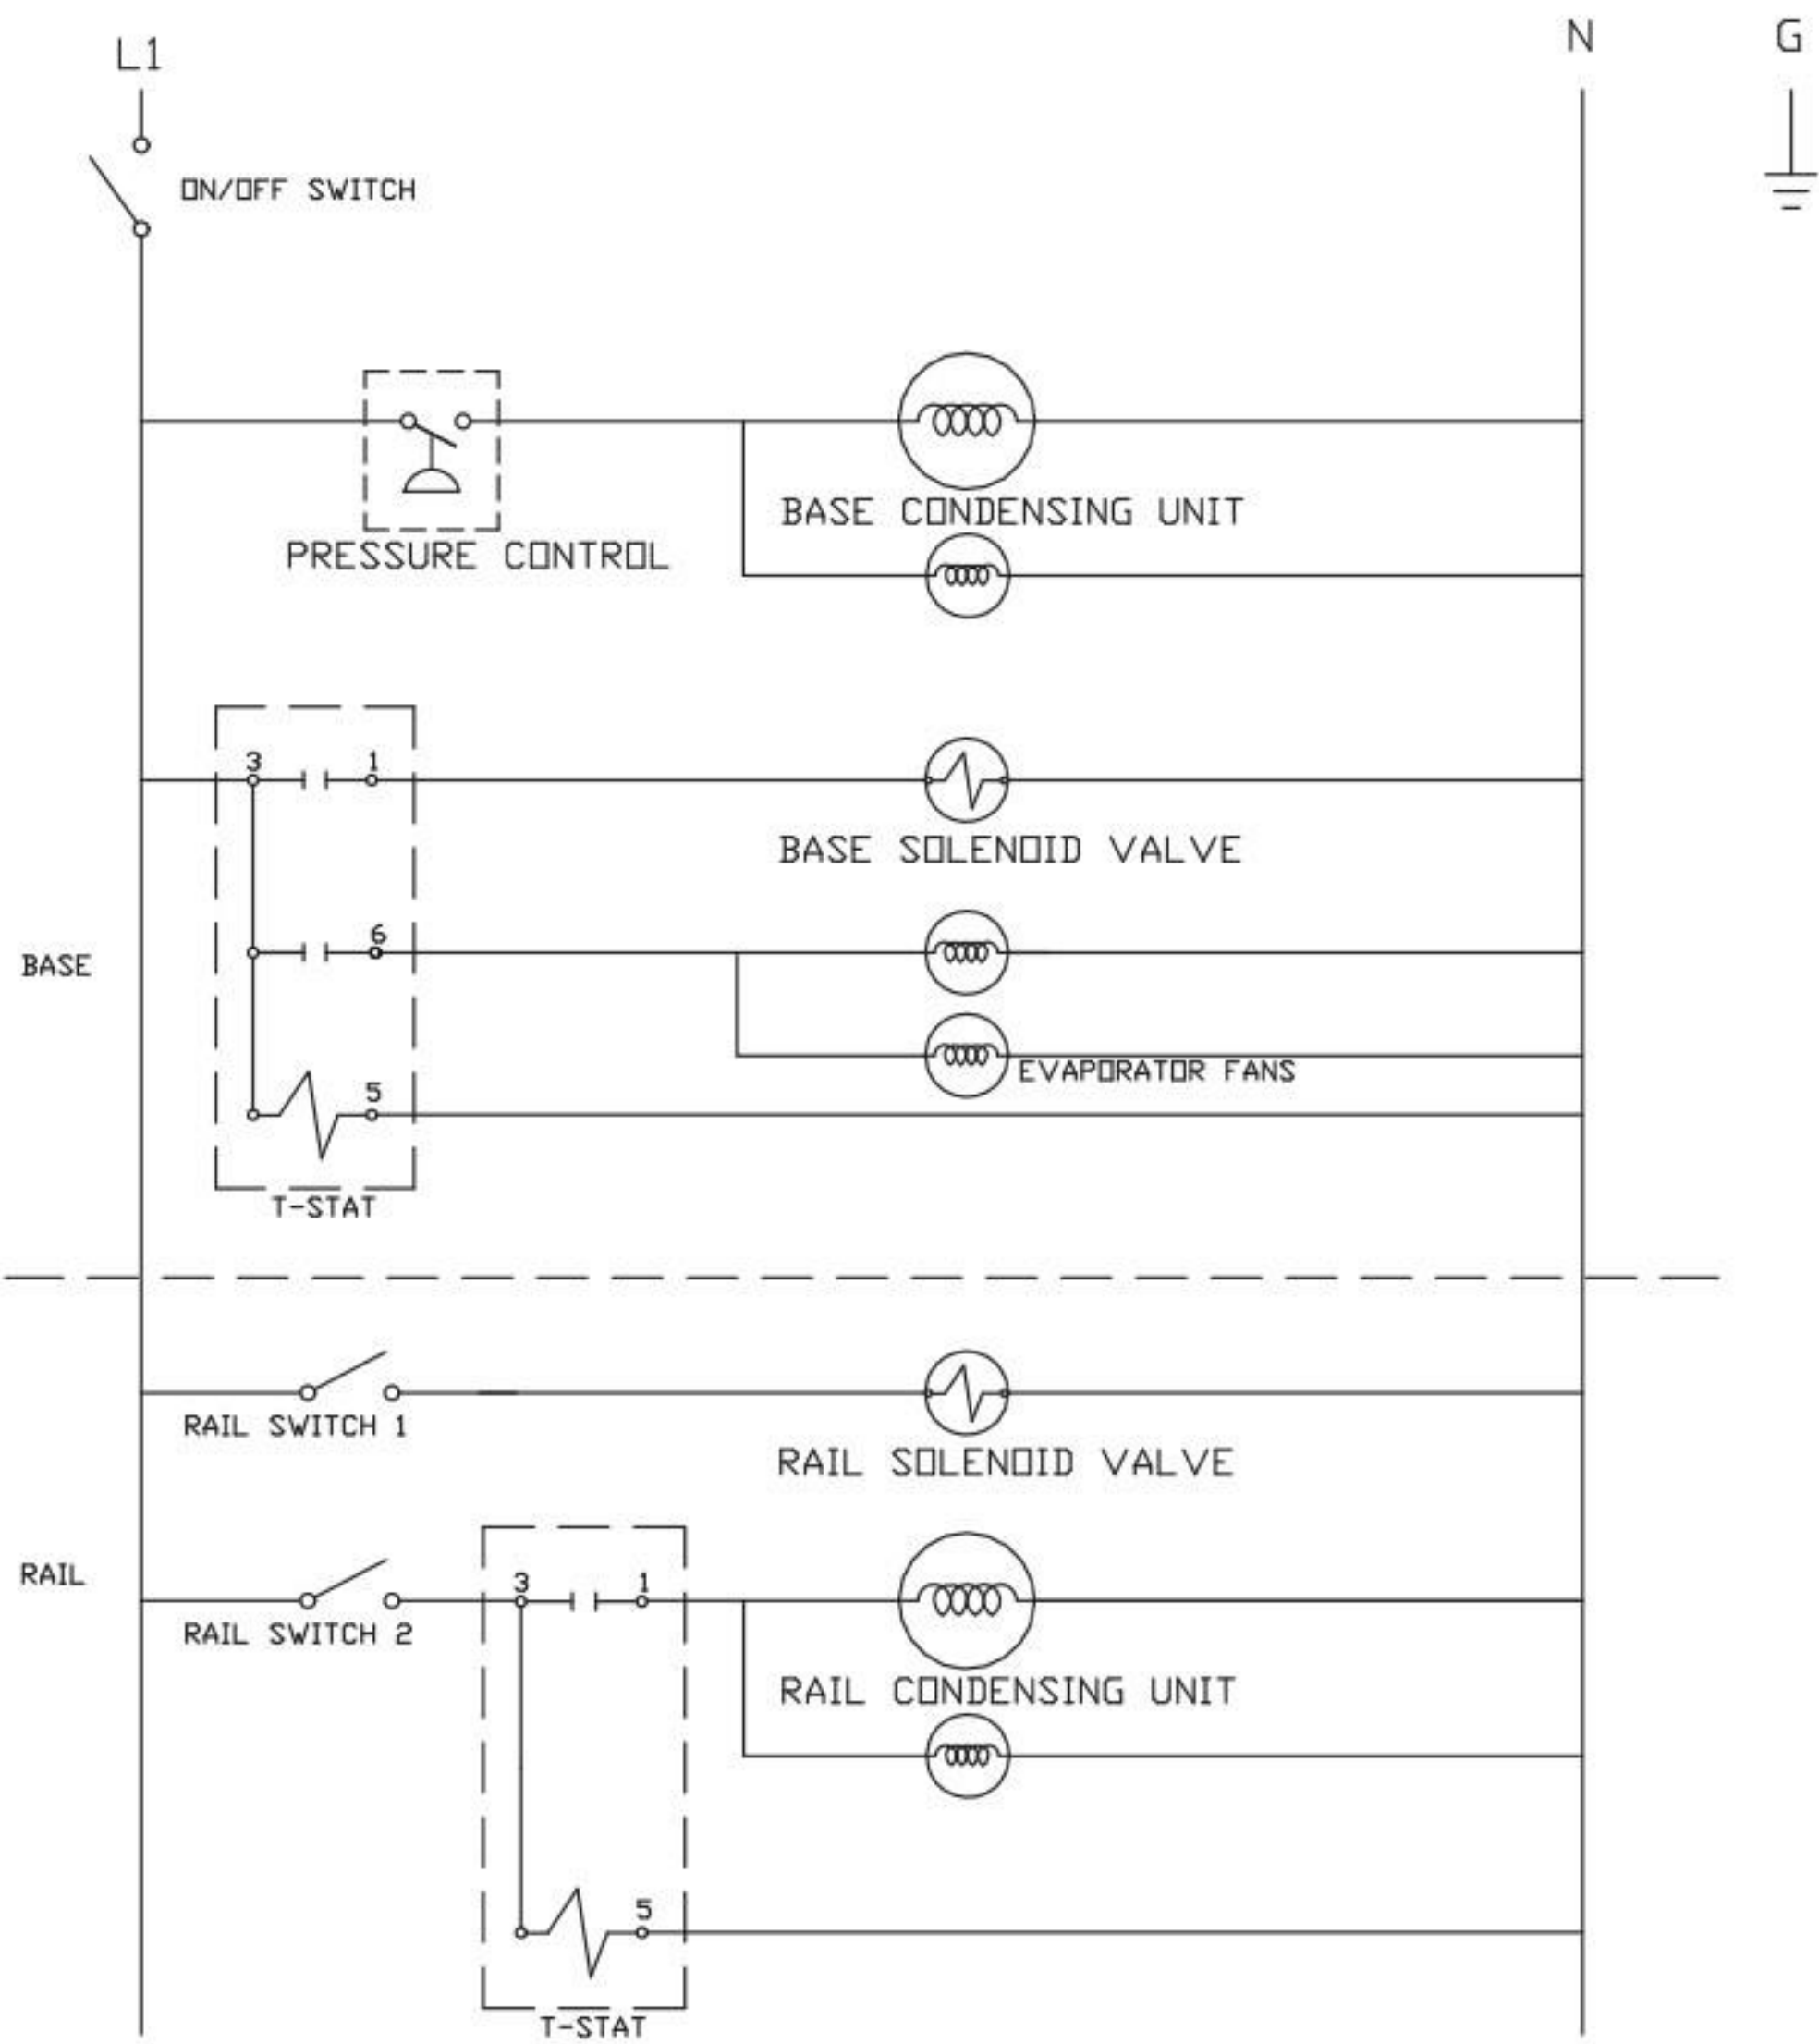 L1
N
G
ON/OFF SWITCH
PRESSURE CONTROL
BASE CONDENSING UNIT
3
1
BASE SOLENOID VALVE
6
BASE
EVAPORATOR FANS
5
T-STAT
RAIL SWITCH 1
RAIL SOLENOID VALVE
RAIL
3
1
RAIL SWITCH 2
RAIL CONDENSING UNIT
5
T-STAT